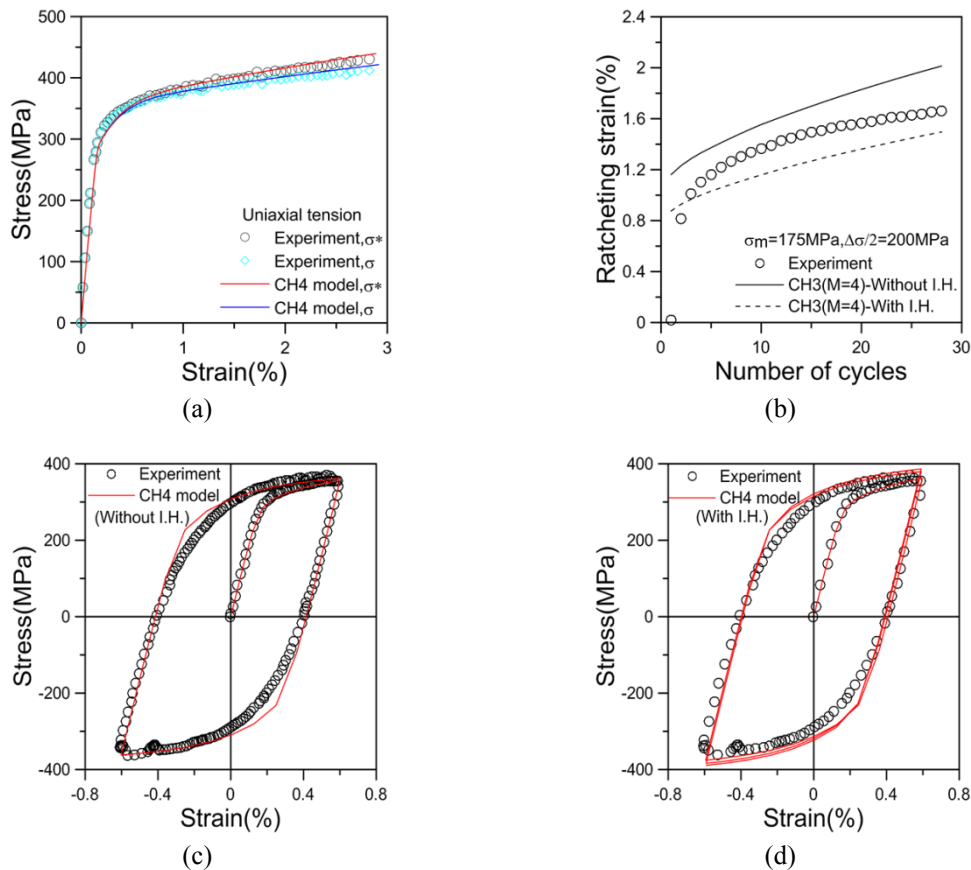 500
400
300
200
100
0
Stress(MPa)
Uniaxial tension
Experiment,σ*
Experiment,σ
CH4 model,σ*
CH4 model,σ
0 1 2 3
Strain(%)
(a)
2.4
2
1.6
1.2
0.8
0.4
0
Ratcheting strain(%)
σm=175MPa,Δσ/2=200MPa
Experiment
CH3(M=4)-Without I.H.
CH3(M=4)-With I.H.
0 10 20 30
Number of cycles
(b)
400
200
0
-200
-400
Stress(MPa)
Experiment
CH4 model
(Without I.H.)
-0.8 -0.4 0 0.4 0.8
Strain(%)
(c)
400
200
0
-200
-400
Stress(MPa)
Experiment
CH4 model
(With I.H.)
-0.8 -0.4 0 0.4 0.8
Strain(%)
(d)